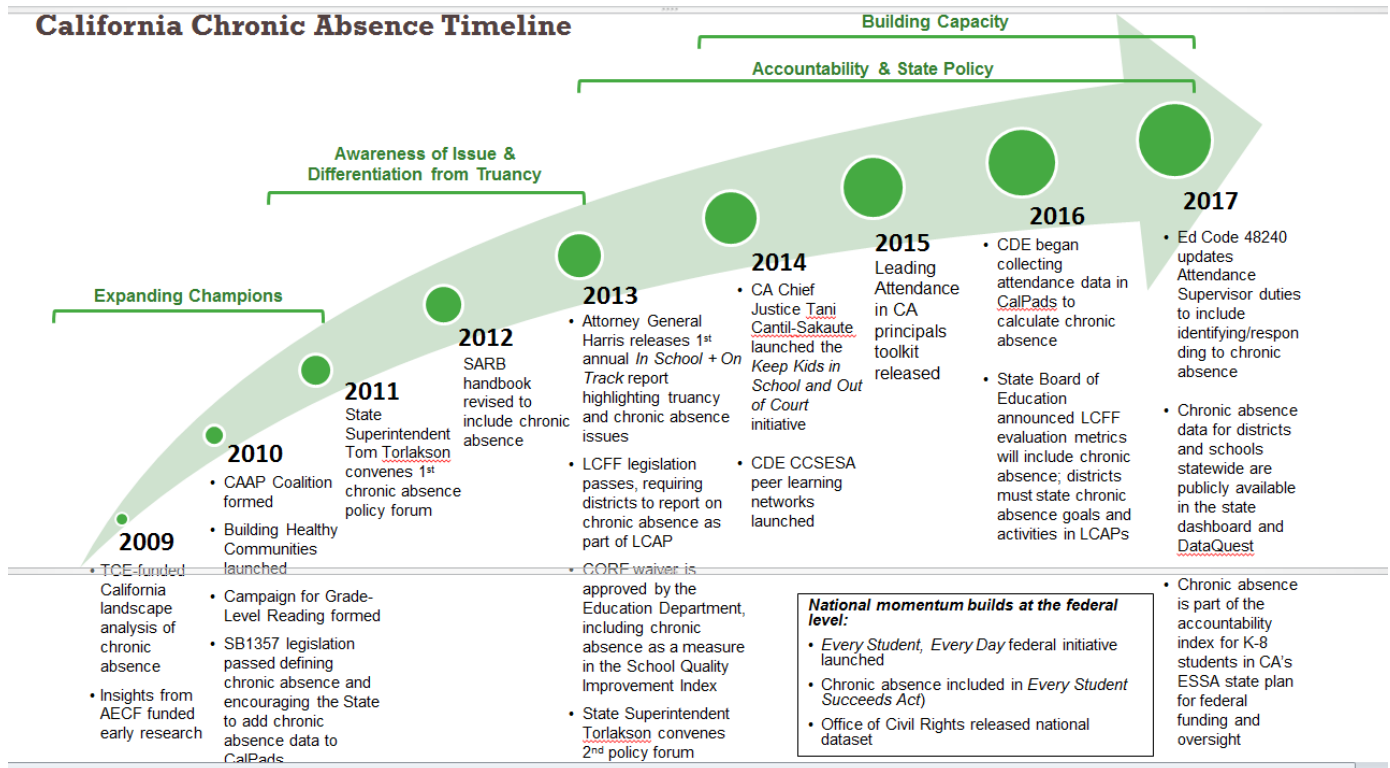 California Chronic Absence Timeline
Building Capacity
Accountability & State Policy
Awareness of Issue &
Differentiation from Truancy
Expanding Champions
2009
• TCE-funded
California
landscape
analysis of
chronic
absence
• Insights from
AECF funded
early research
2010
• CAAP Coalition
formed
• Building Healthy
Communities
launched
• Campaign for Grade-
Level Reading formed
• SB1357 legislation
passed defining
chronic absence and
encouraging the State
to add chronic
absence data to
CalPads
2011
State
Superintendent
Tom Torlakson
convenes 1st
chronic absence
policy forum
2012
SARB
handbook
revised to
include chronic
absence
2013
• Attorney General
Harris releases 1st
annual In School + On
Track report
highlighting truancy
and chronic absence
issues
• LCFF legislation
passes, requiring
districts to report on
chronic absence as
part of LCAP
• CORE waiver is
approved by the
Education Department,
including chronic
absence as a measure
in the School Quality
Improvement Index
• State Superintendent
Torlakson convenes
2nd policy forum
2014
• CA Chief
Justice Tani
Cantil-Sakaute
launched the
Keep Kids in
School and Out
of Court
initiative
• CDE CCSESA
peer learning
networks
launched
2015
Leading
Attendance
in CA
principals
toolkit
released
2016
• CDE began
collecting
attendance data in
CalPads to
calculate chronic
absence
• State Board of
Education
announced LCFF
evaluation metrics
will include chronic
absence; districts
must state chronic
absence goals and
activities in LCAPs
2017
• Ed Code 48240
updates
Attendance
Supervisor duties
to include
identifying/respon
ding to chronic
absence
• Chronic absence
data for districts
and schools
statewide are
publicly available
in the state
dashboard and
DataQuest
• Chronic absence
is part of the
accountability
index for K-8
students in CA's
ESSA state plan
for federal
funding and
oversight
National momentum builds at the federal
level:
• Every Student, Every Day federal initiative
launched
• Chronic absence included in Every Student
Succeeds Act)
• Office of Civil Rights released national
dataset